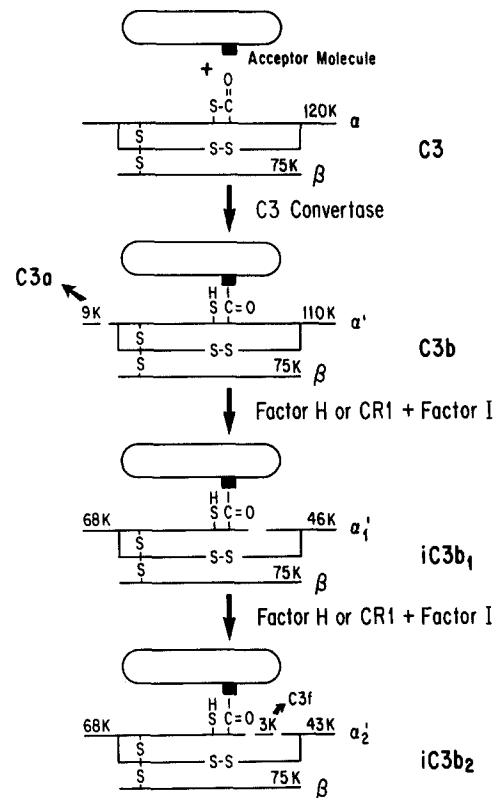 Acceptor Molecule
+
O
S-C
120K α
S
S-S
S
75K β
C3
C3 Convertase
C3a
9K
H
S C=O
110K α'
S
S-S
S
75K β
C3b
Factor H or CR1 + Factor I
H
68K S C=O 46K α₁'
S
S-S
S
75K β
iC3b₁
Factor H or CR1 + Factor I
C3f
H
68K S C=O 3K 43K α₂'
S
S-S
S
75K β
iC3b₂